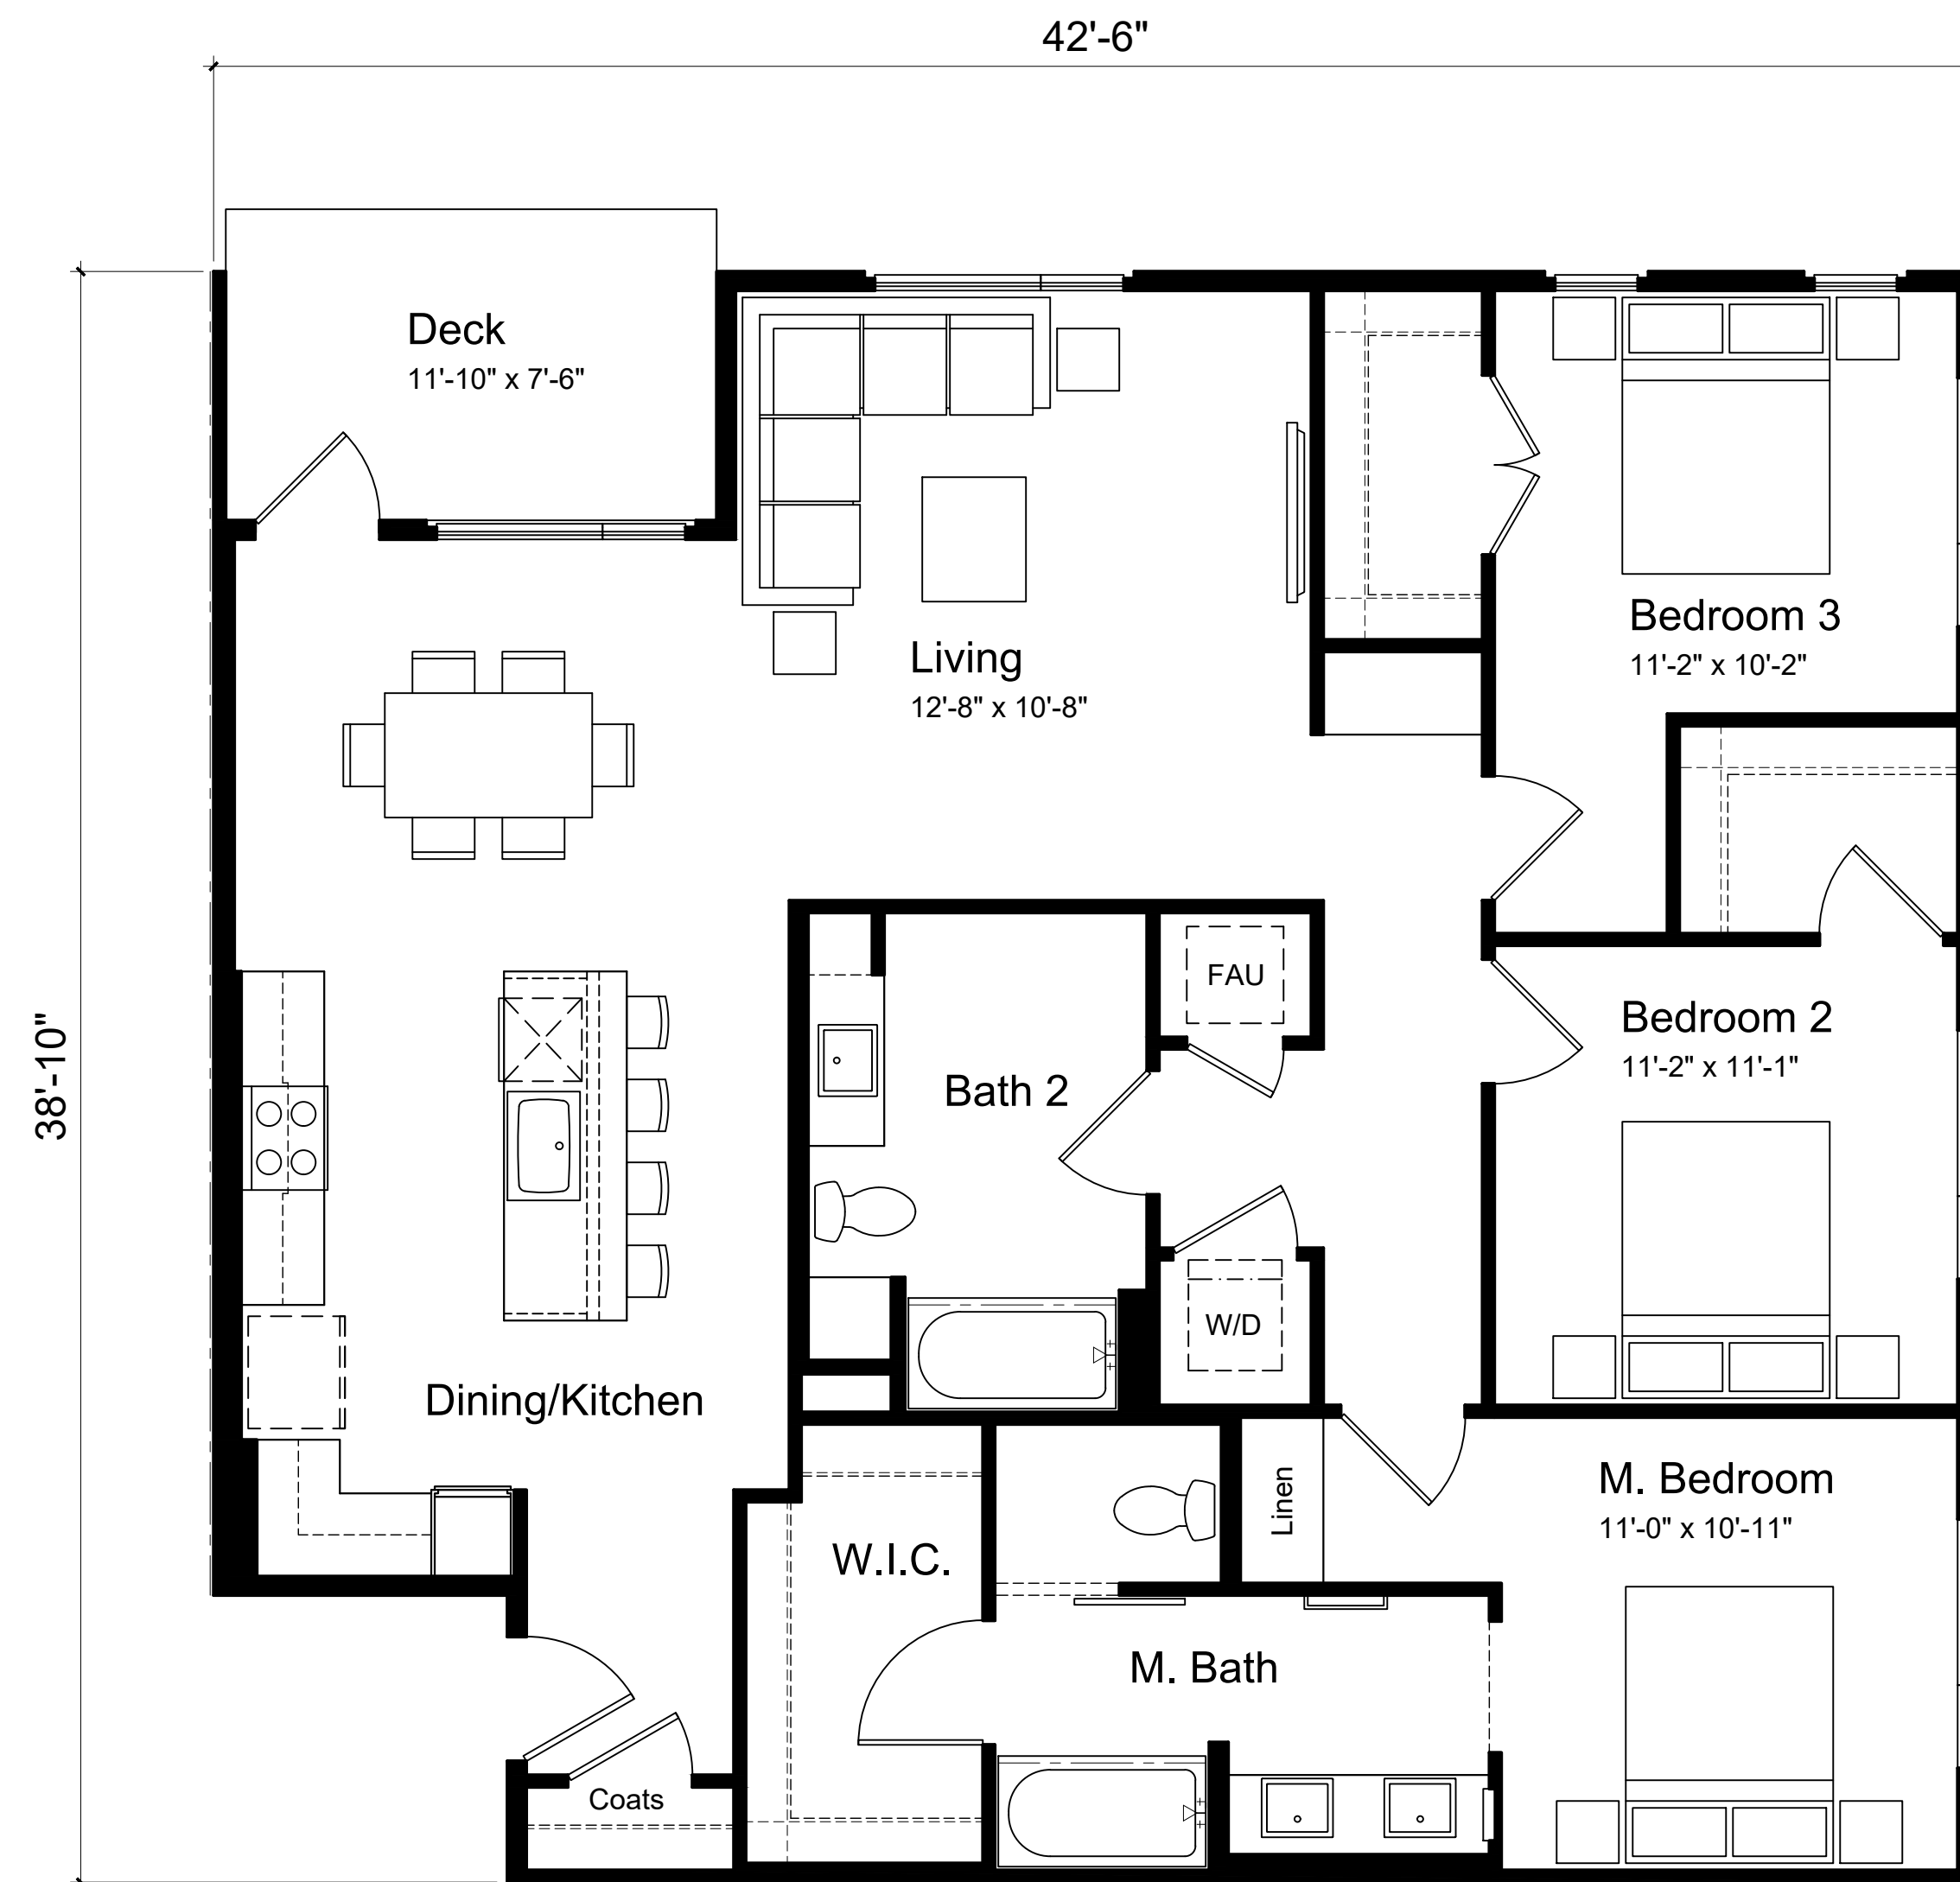 42'-6"
38'-10"
Deck
11'-10" x 7'-6"
Living
12'-8" x 10'-8"
Bedroom 3
11'-2" x 10'-2"
FAU
Bath 2
Bedroom 2
11'-2" x 11'-1"
W/D
Dining/Kitchen
Linen
M. Bedroom
11'-0" x 10'-11"
W.I.C.
M. Bath
Coats